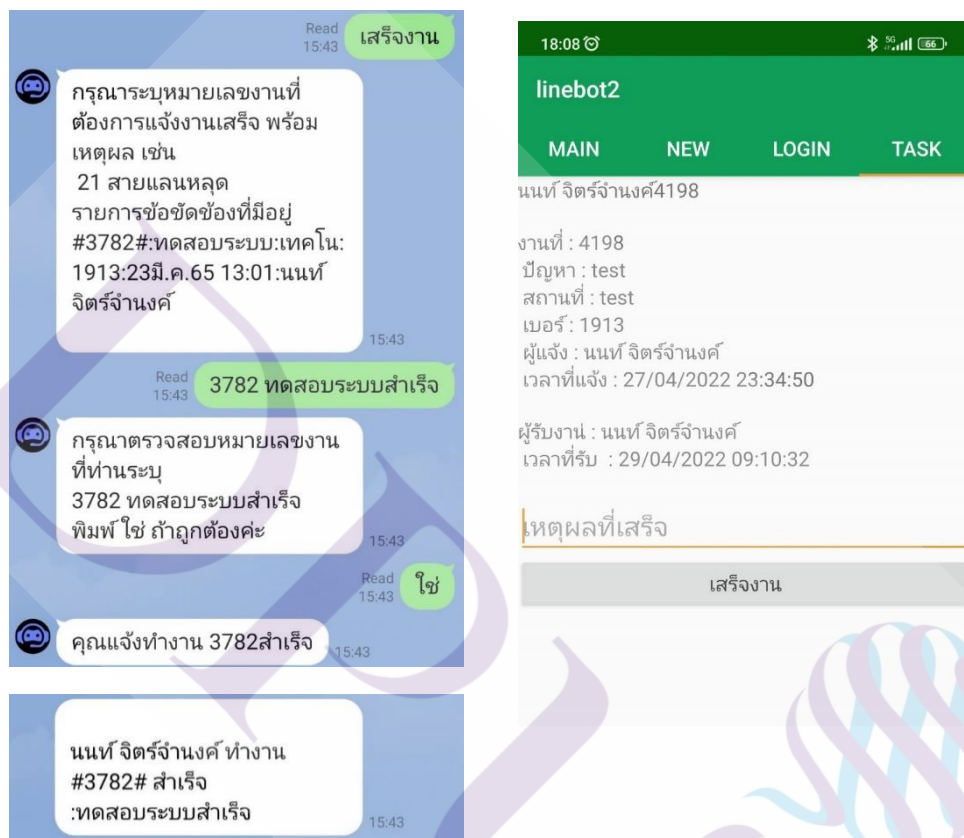 Read
15:43
เสร็จงาน
กรุณาระบุหมายเลขงานที่
ต้องการแจ้งงานเสร็จ พร้อม
เหตุผล เช่น
21 สายแลนหลุด
รายการข้อขัดข้องที่มีอยู่
#3782#:ทดสอบระบบ:เทคโน:
1913:23มี.ค.65 13:01:นนท์
จิตร์จำนงค์
15:43
Read
15:43
3782 ทดสอบระบบสำเร็จ
กรุณาตรวจสอบหมายเลขงาน
ที่ท่านระบุ
3782 ทดสอบระบบสำเร็จ
พิมพ์ ใช่ ถ้าถูกต้องค่ะ
15:43
Read
15:43
ใช่
คุณแจ้งทำงาน 3782สำเร็จ
15:43
นนท์ จิตร์จำนงค์ ทำงาน
#3782# สำเร็จ
:ทดสอบระบบสำเร็จ
15:43
18:08
5G
66
linebot2
MAIN NEW LOGIN TASK
นนท์ จิตร์จำนงค์4198
งานที่ : 4198
ปัญหา : test
สถานที่ : test
เบอร์ : 1913
ผู้แจ้ง : นนท์ จิตร์จำนงค์
เวลาที่แจ้ง : 27/04/2022 23:34:50
ผู้รับงาน่ : นนท์ จิตร์จำนงค์
เวลาที่รับ : 29/04/2022 09:10:32
เหตุผลที่เสร็จ
เสร็จงาน